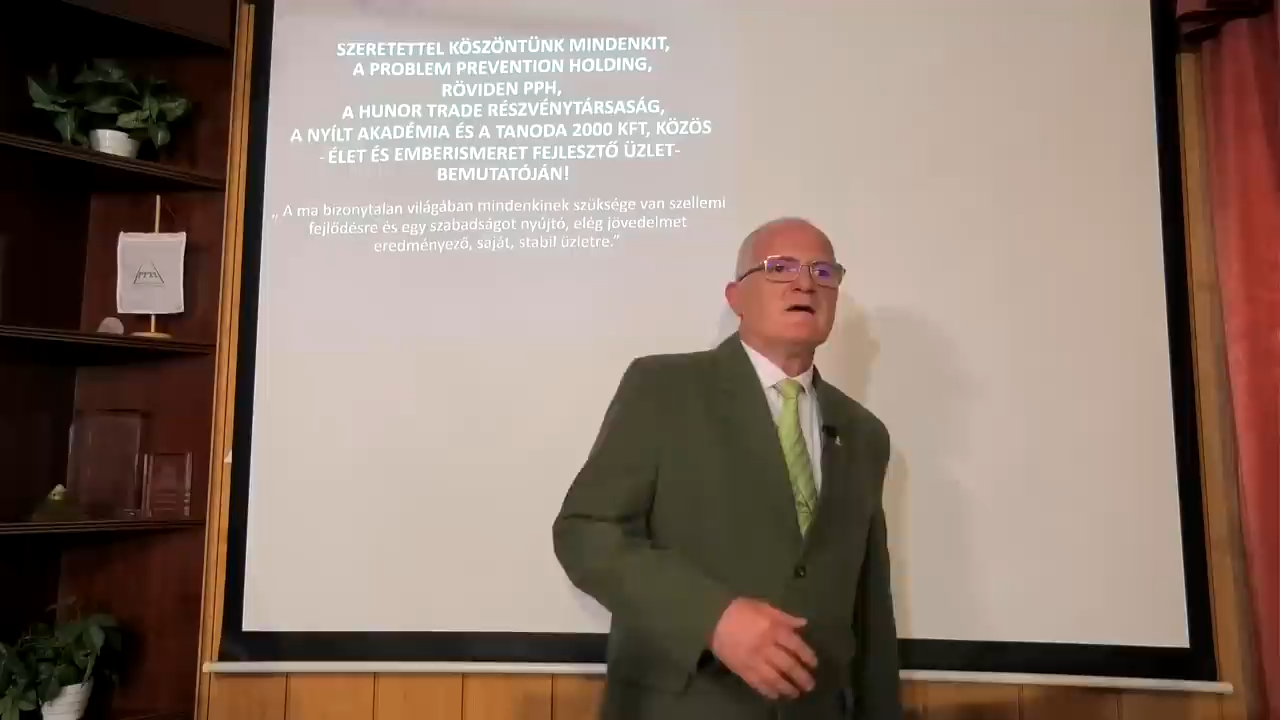 SZERETETTEL KÖSZÖNTÜNK MINDENKIT,
A PROBLEM PREVENTION HOLDING,
RÖVIDEN PPH,
A HUNOR TRADE RÉSZVÉNYTÁRSASÁG,
A NYÍLT AKADÉMIA ÉS A TANODA 2000 KFT, KÖZÖS
- ÉLET ÉS EMBERISMERET FEJLESZTŐ ÜZLET-
BEMUTATÓJÁN!
„ A ma bizonytalan világában mindenkinek szüksége van szellemi
fejlődésre és egy szabadságot nyújtó, elég jövedelmet
eredményező, saját, stabil üzletre.”